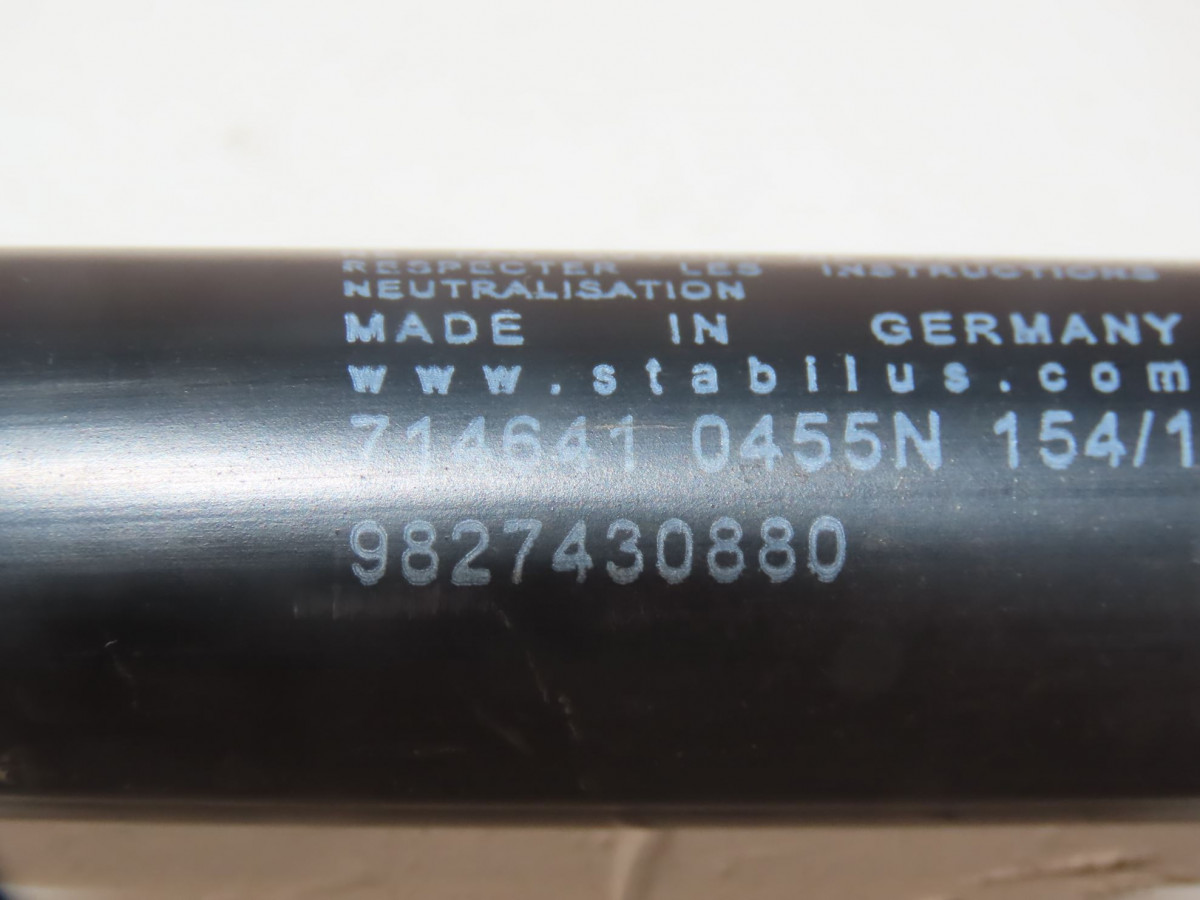 RESPECTER LES INSTRUCTIONS
NEUTRALISATION
MADE IN GERMANY
www.stabilus.com
714641 0455N 154/1
9827430880